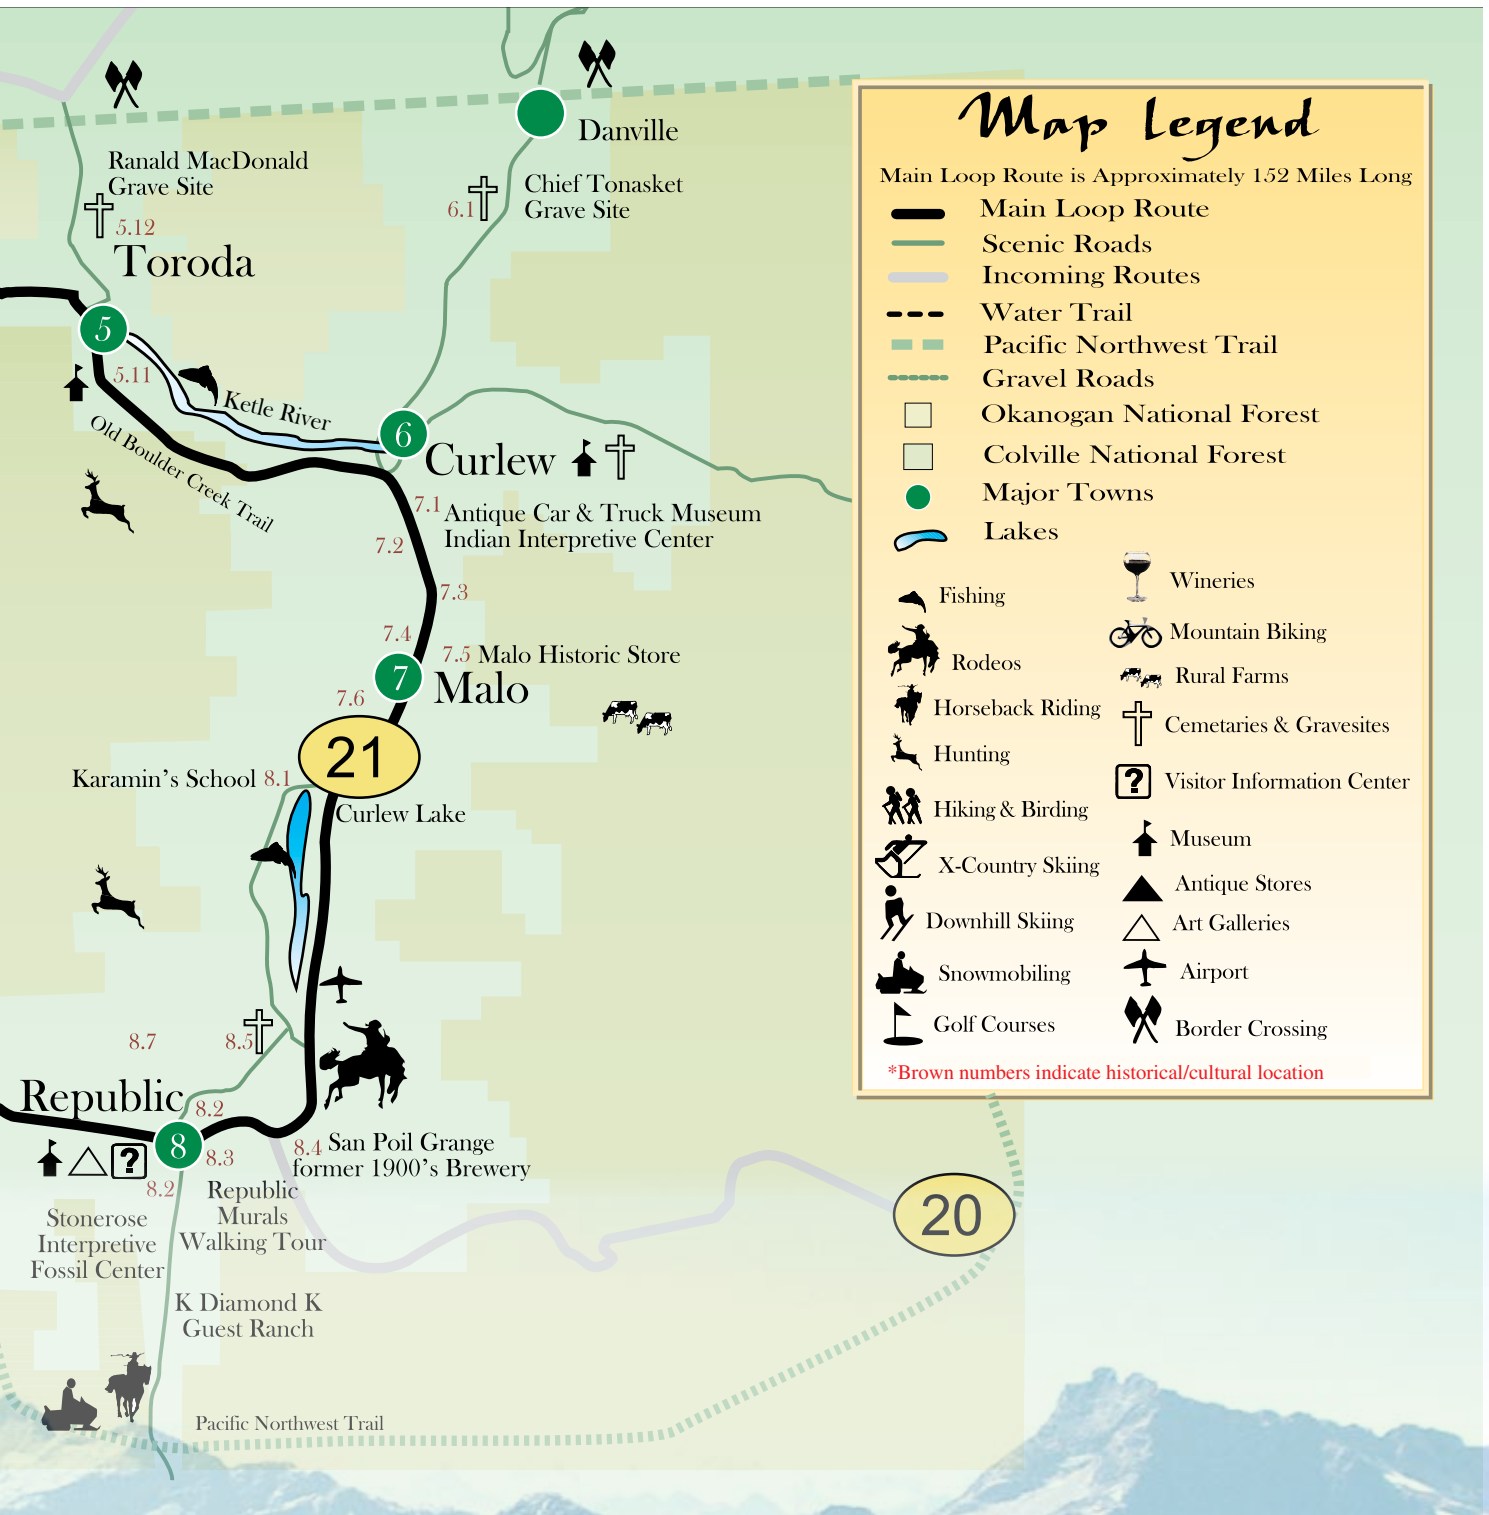 Danville
Ranald MacDonald
Grave Site
5.12
Toroda
Chief Tonasket
Grave Site
6.1
5
5.11
Ketle River
Old Boulder Creek Trail
6
Curlew
7.1
Antique Car & Truck Museum
Indian Interpretive Center
7.2
7.3
7.4
7.5 Malo Historic Store
7
Malo
7.6
21
Karamin's School 8.1
Curlew Lake
8.7
8.5
Republic
8.2
8
8.3
8.4 San Poil Grange
former 1900's Brewery
8.2
Republic
Murals
Walking Tour
Stonerose
Interpretive
Fossil Center
20
K Diamond K
Guest Ranch
Pacific Northwest Trail
Map Legend
Main Loop Route is Approximately 152 Miles Long
Main Loop Route
Scenic Roads
Incoming Routes
Water Trail
Pacific Northwest Trail
Gravel Roads
Okanogan National Forest
Colville National Forest
Major Towns
Lakes
Fishing
Rodeos
Horseback Riding
Hunting
Hiking & Birding
X-Country Skiing
Downhill Skiing
Snowmobiling
Golf Courses
Wineries
Mountain Biking
Rural Farms
Cemetaries & Gravesites
?
Visitor Information Center
Museum
Antique Stores
Art Galleries
Airport
Border Crossing
*Brown numbers indicate historical/cultural location